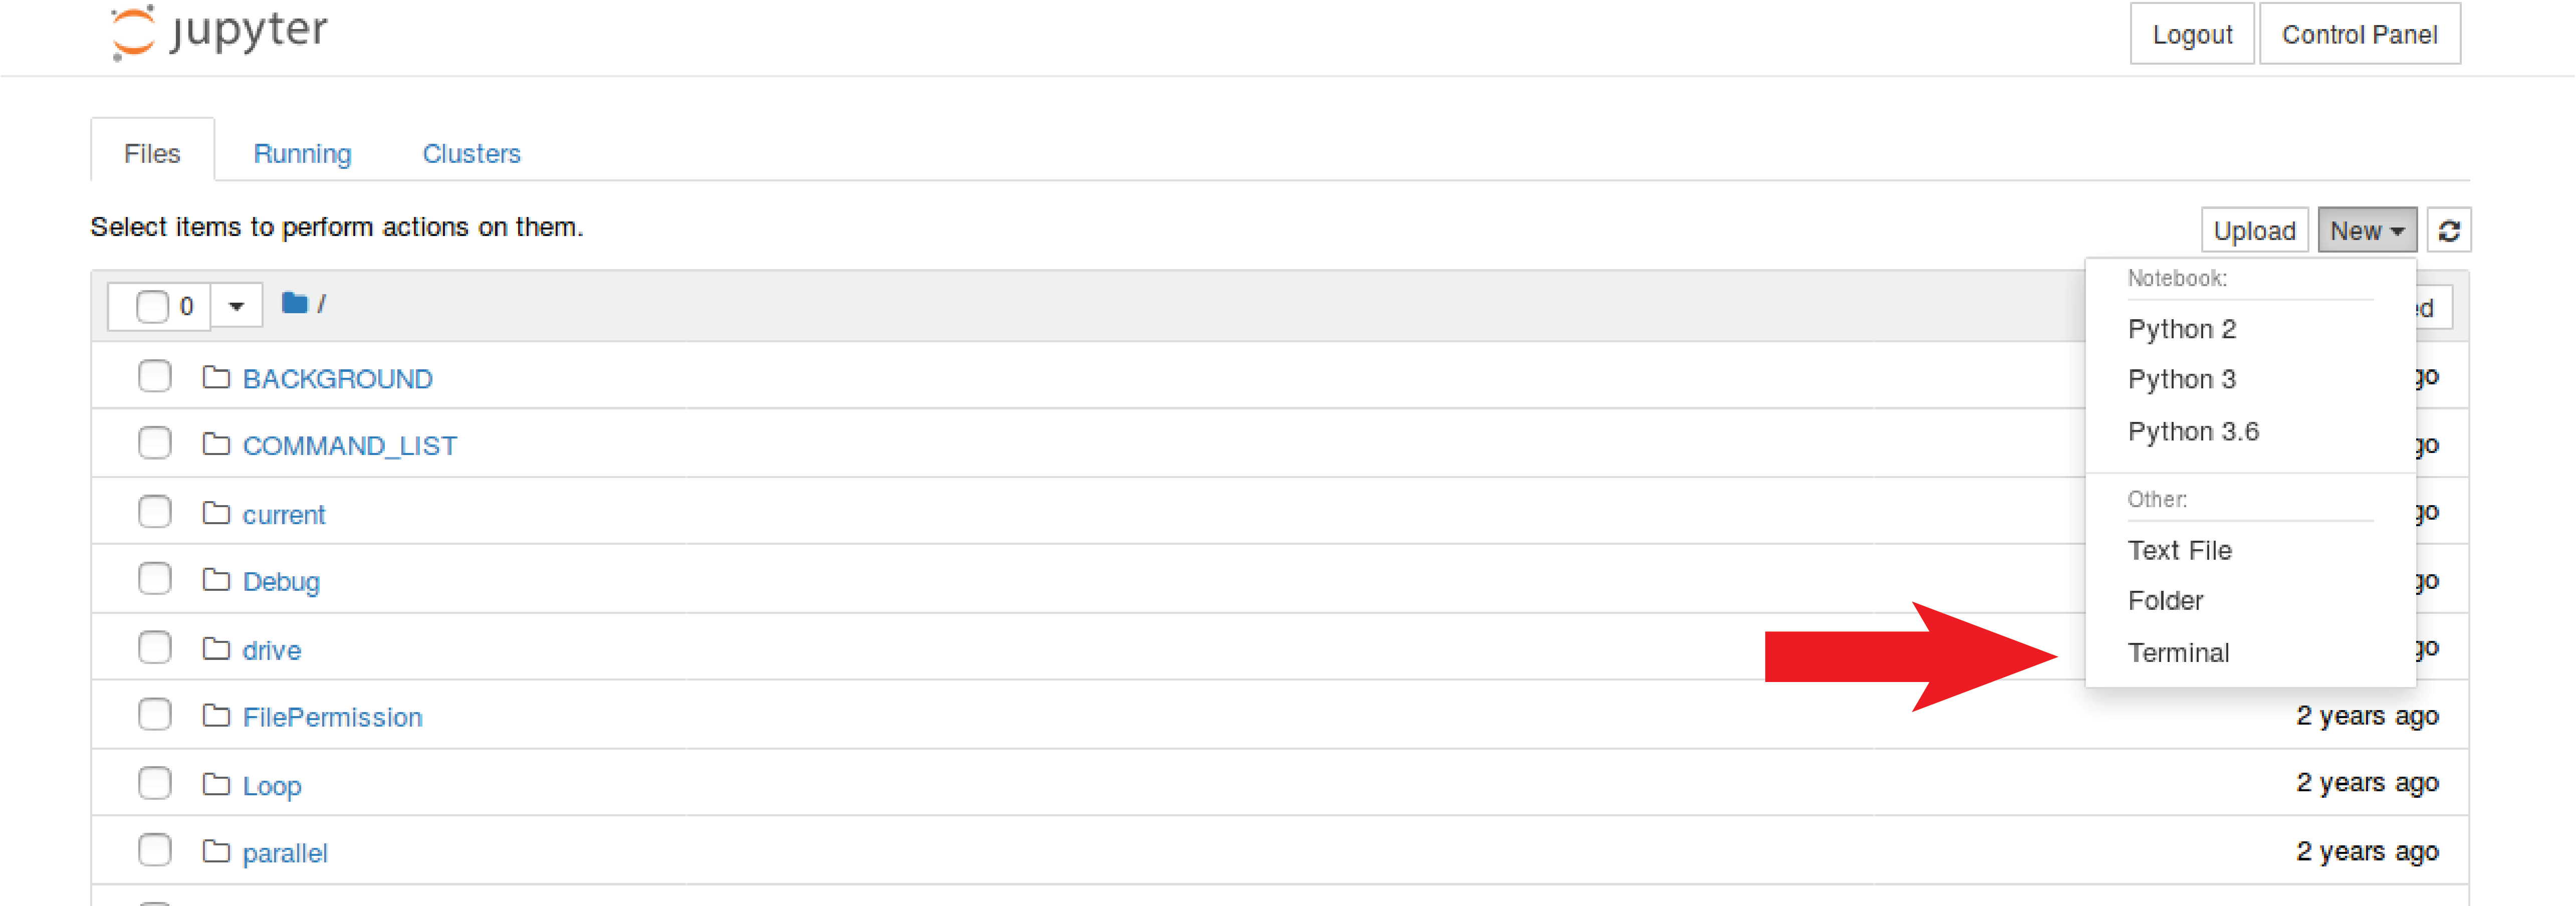 jupyter
Logout
Control Panel
Files
Running
Clusters
Select items to perform actions on them.
Upload
New
0
/
Notebook:
Python 2
Python 3
Python 3.6
Other:
Text File
Folder
Terminal
BACKGROUND
COMMAND_LIST
current
Debug
drive
FilePermission
2 years ago
Loop
2 years ago
parallel
2 years ago